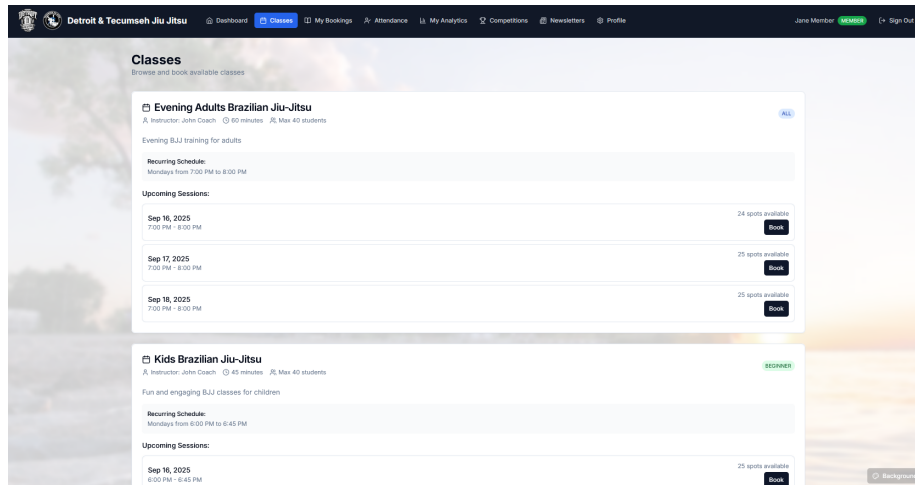 Detroit & Tecumseh Jiu Jitsu Dashboard Classes My Bookings Attendance My Analytics Competitions Newsletters Profile Jane Member MEMBER Sign Out
Classes
Browse and book available classes
Evening Adults Brazilian Jiu-Jitsu
ALL
Instructor: John Coach 60 minutes Max 40 students
Evening BJJ training for adults
Recurring Schedule:
Mondays from 7:00 PM to 8:00 PM
Upcoming Sessions:
Sep 16, 2025
7:00 PM - 8:00 PM
24 spots available
Book
Sep 17, 2025
7:00 PM - 8:00 PM
25 spots available
Book
Sep 18, 2025
7:00 PM - 8:00 PM
25 spots available
Book
Kids Brazilian Jiu-Jitsu
BEGINNER
Instructor: John Coach 45 minutes Max 40 students
Fun and engaging BJJ classes for children
Recurring Schedule:
Mondays from 6:00 PM to 6:45 PM
Upcoming Sessions:
Sep 16, 2025
6:00 PM - 6:45 PM
25 spots available
Book
Background